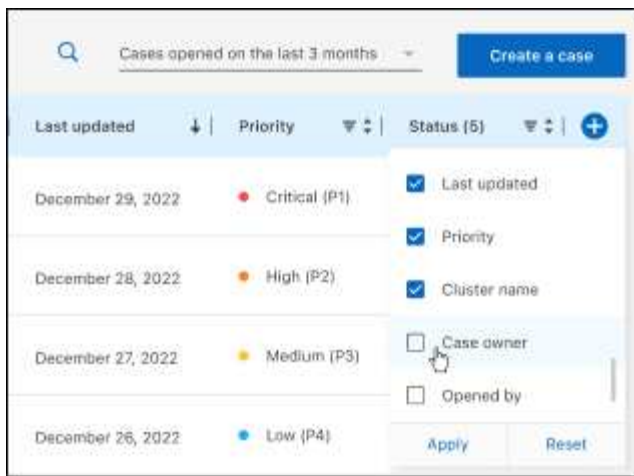 Cases opened on the last 3 months
Create a case
Last updated
Priority
Status (5)
Last updated
December 29, 2022
Critical (P1)
Priority
December 28, 2022
High (P2)
Cluster name
Case owner
December 27, 2022
Medium (P3)
Opened by
December 26, 2022
Low (P4)
Apply
Reset